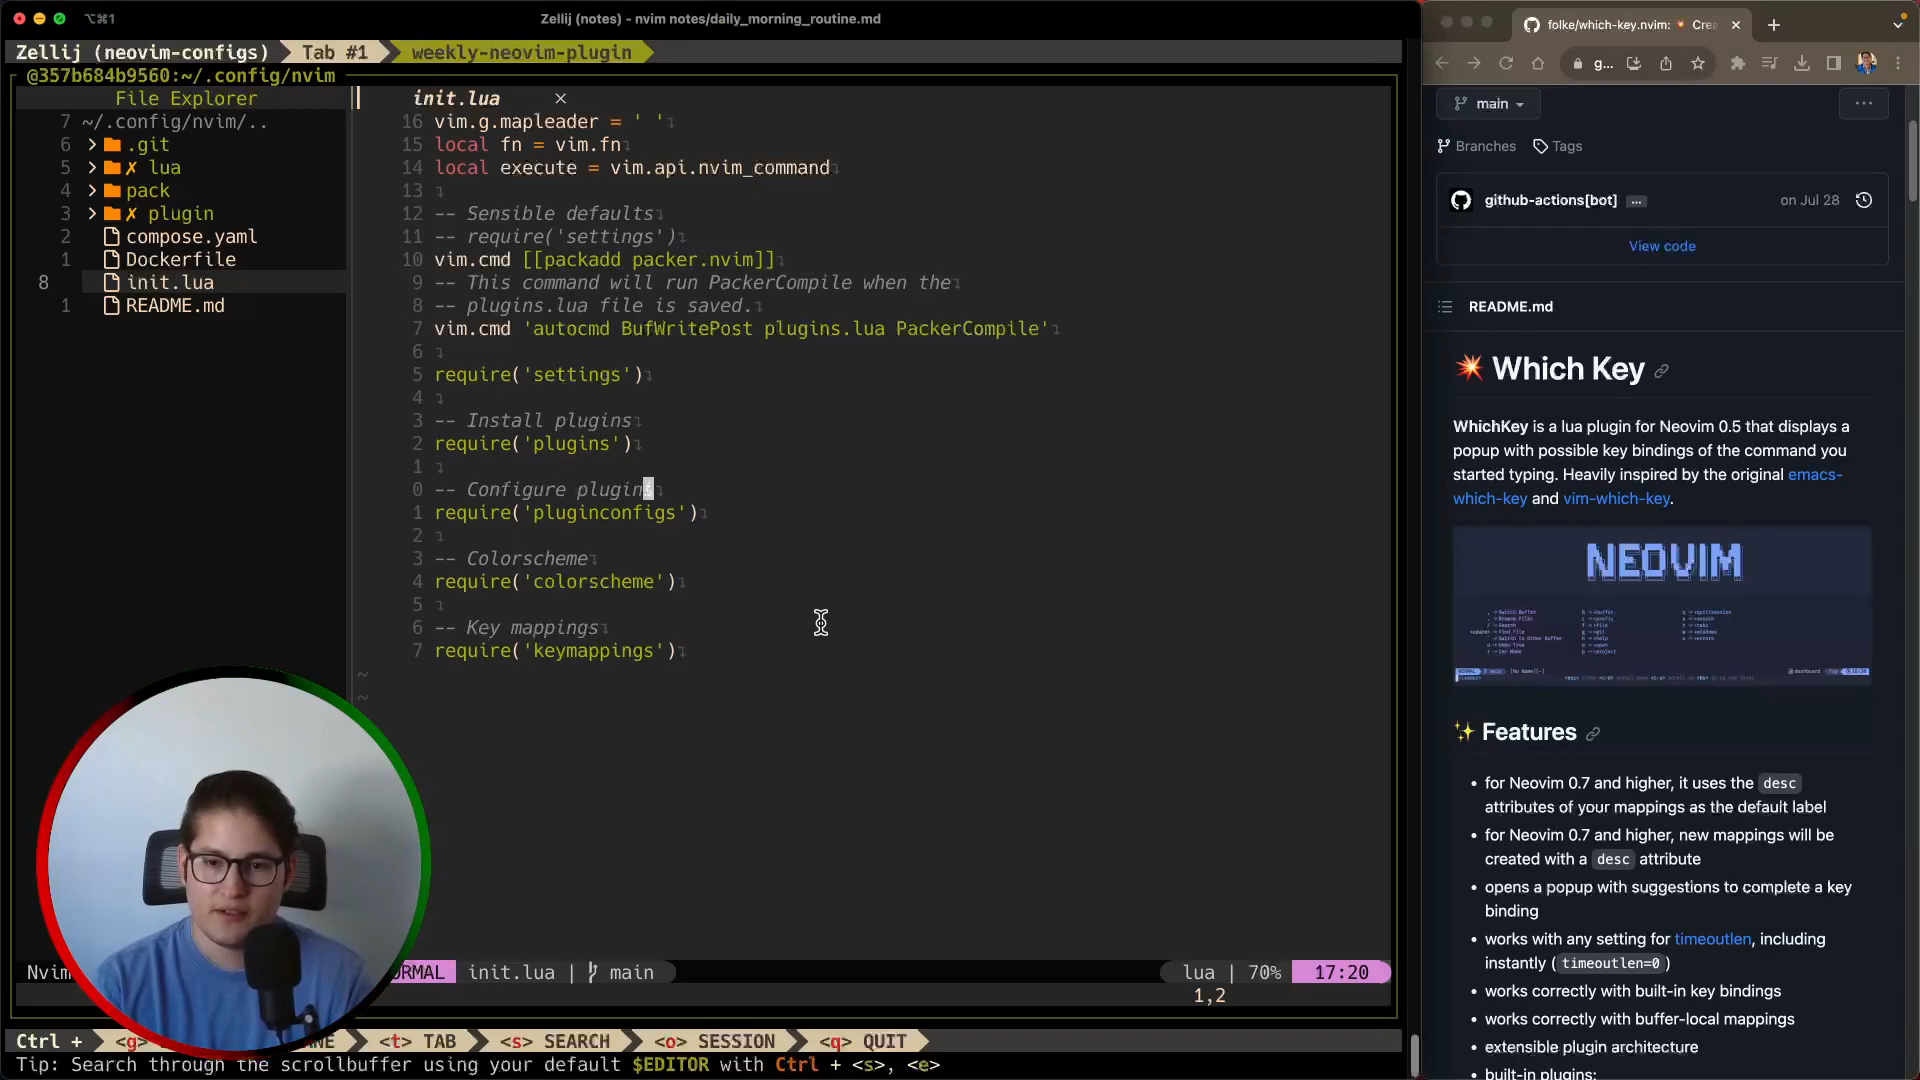 ⌥⌘1
Zellij (notes) - nvim notes/daily_morning_routine.md
Zellij (neovim-configs) Tab #1 weekly-neovim-plugin
@357b684b9560:~/.config/nvim
File Explorer
7 ~/.config/nvim/..
6 .git
5 ✗ lua
4 pack
3 ✗ plugin
2 compose.yaml
1 Dockerfile
8 init.lua
1 README.md
init.lua ×
16 vim.g.mapleader = ' '
15 local fn = vim.fn
14 local execute = vim.api.nvim_command
13
12 -- Sensible defaults
11 -- require('settings')
10 vim.cmd [[packadd packer.nvim]]
9 -- This command will run PackerCompile when the
8 -- plugins.lua file is saved.
7 vim.cmd 'autocmd BufWritePost plugins.lua PackerCompile'
6
5 require('settings')
4
3 -- Install plugins
2 require('plugins')
1
0 -- Configure plugins
1 require('pluginconfigs')
2
3 -- Colorscheme
4 require('colorscheme')
5
6 -- Key mappings
7 require('keymappings')
~
~
init.lua | main
lua | 70% 17:20
1,2
Ctrl + <g> <t> TAB <s> SEARCH <o> SESSION <q> QUIT
Tip: Search through the scrollbuffer using your default $EDITOR with Ctrl + <s>, <e>
folke/which-key.nvim: 💥 Crea
g...
main
Branches Tags
github-actions[bot] ... on Jul 28
View code
README.md
💥 Which Key
WhichKey is a lua plugin for Neovim 0.5 that displays a
popup with possible key bindings of the command you
started typing. Heavily inspired by the original emacs-
which-key and vim-which-key.
NEOVIM
✨ Features
• for Neovim 0.7 and higher, it uses the desc
attributes of your mappings as the default label
• for Neovim 0.7 and higher, new mappings will be
created with a desc attribute
• opens a popup with suggestions to complete a key
binding
• works with any setting for timeoutlen, including
instantly (timeoutlen=0)
• works correctly with built-in key bindings
• works correctly with buffer-local mappings
• extensible plugin architecture
• built-in plugins: